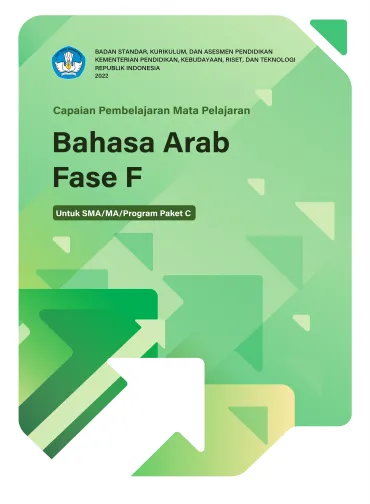 BADAN STANDAR, KURIKULUM, DAN ASESMEN PENDIDIKAN
KEMENTERIAN PENDIDIKAN, KEBUDAYAAN, RISET, DAN TEKNOLOGI
REPUBLIK INDONESIA
2022
Capaian Pembelajaran Mata Pelajaran
Bahasa Arab
Fase F
Untuk SMA/MA/Program Paket C